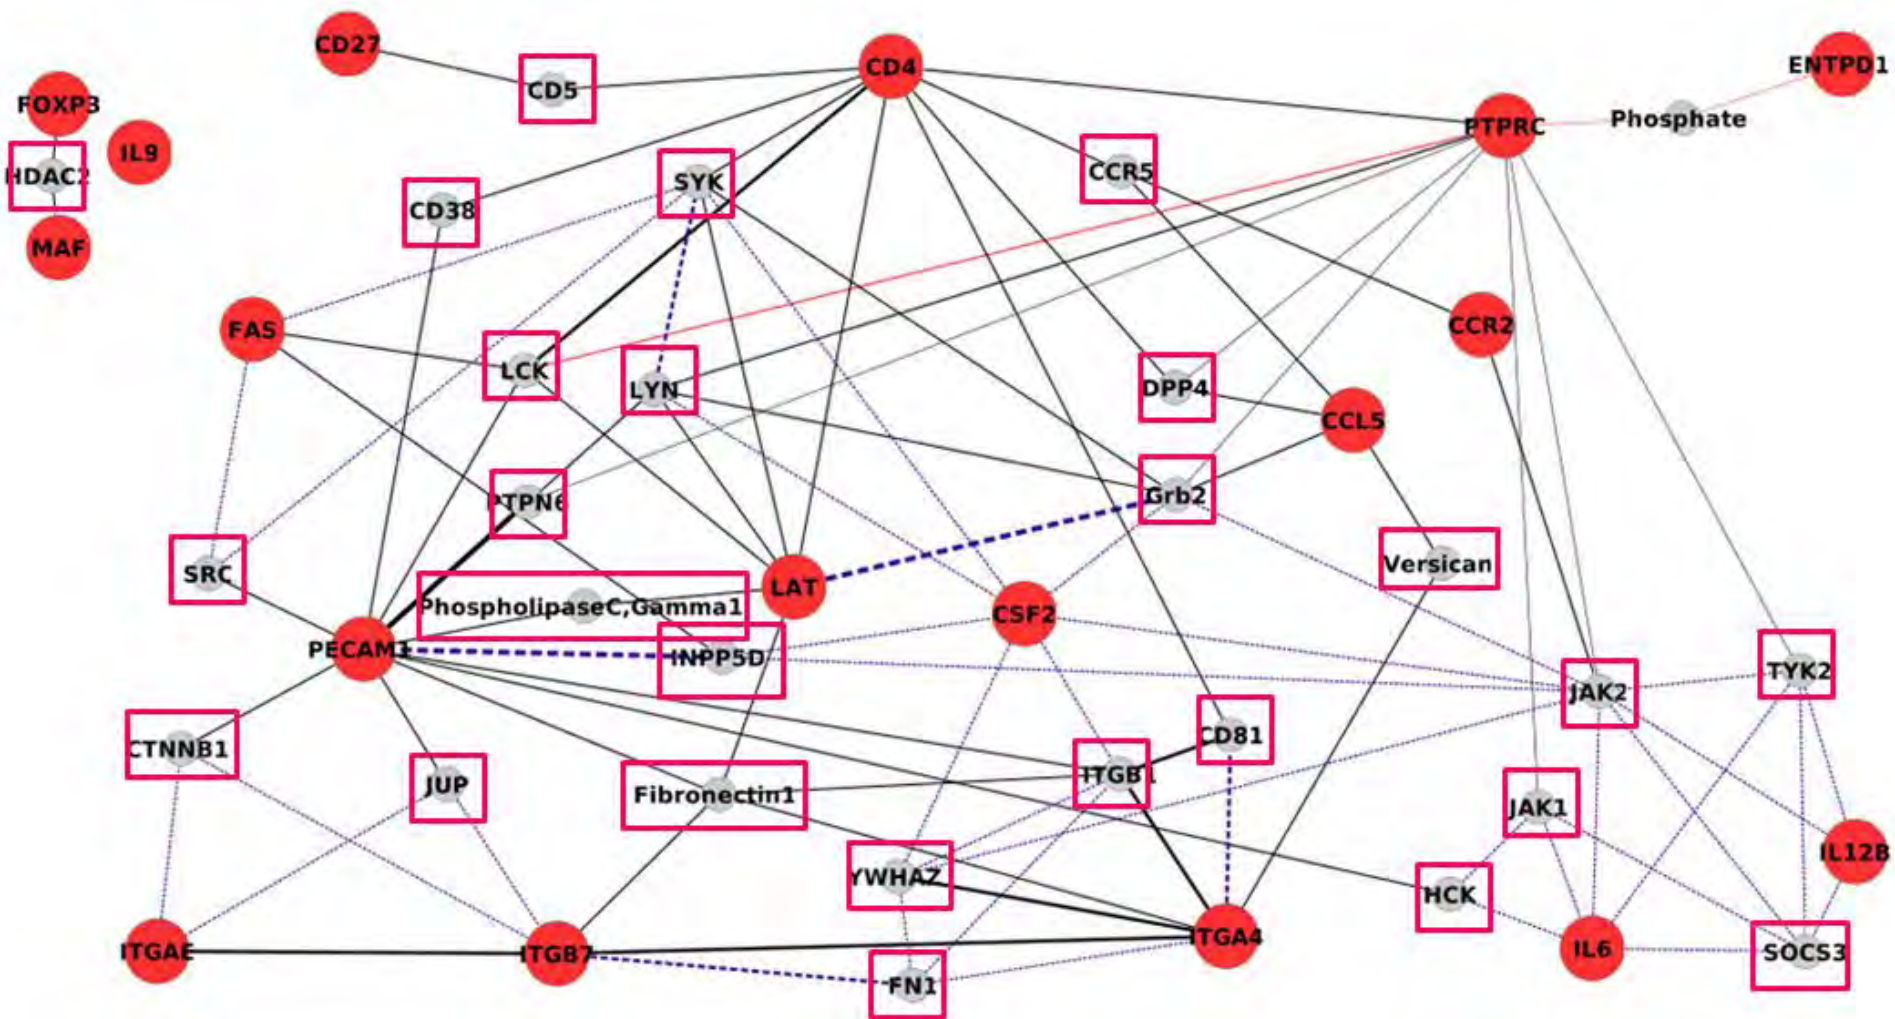 CD27
CD4
ENTPD1
CD5
FOXP3
Phosphate
PTPRC
IL9
HDAC2
CCR5
SYK
CD38
MAF
CCR2
FAS
LCK
LYN
DPP4
CCL5
PTPN6
Grb2
Versican
SRC
LAT
PhospholipaseC,Gamma1
CSF2
PECAM1
INPP5D
TYK2
JAK2
CD81
CTNNB1
ITGB1
JUP
Fibronectin1
JAK1
IL12B
YWHAZ
HCK
ITGA4
IL6
ITGAE
ITGB7
SOCS3
FN1